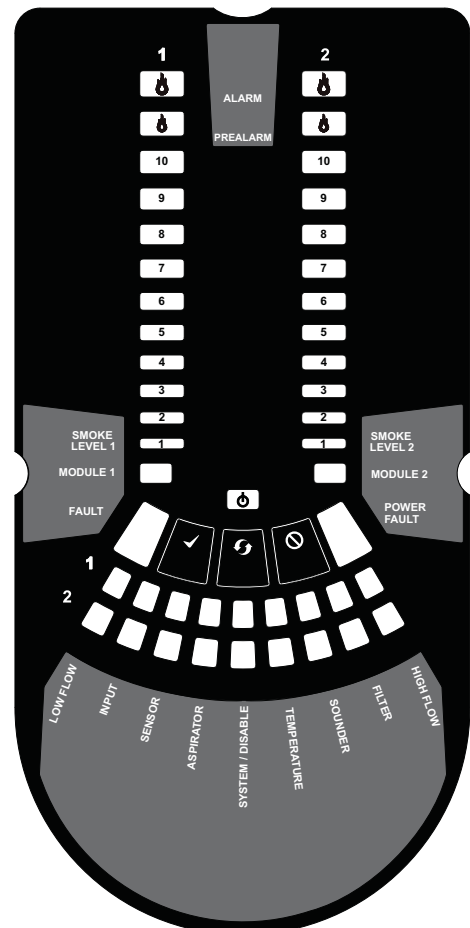 1 2
ALARM
PREALARM
10 10
9 9
8 8
7 7
6 6
5 5
4 4
3 3
2 2
1 1
SMOKE
LEVEL 1
MODULE 1
FAULT
SMOKE
LEVEL 2
MODULE 2
POWER
FAULT
1
2
LOW FLOW
INPUT
SENSOR
ASPIRATOR
SYSTEM / DISABLE
TEMPERATURE
SOUNDER
FILTER
HIGH FLOW